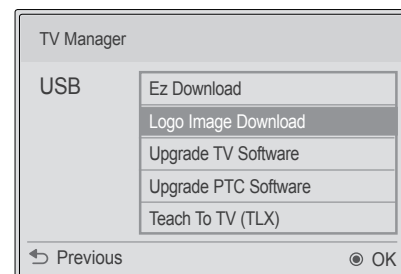 TV Manager
USB
Ez Download
Logo Image Download
Upgrade TV Software
Upgrade PTC Software
Teach To TV (TLX)
Previous
OK